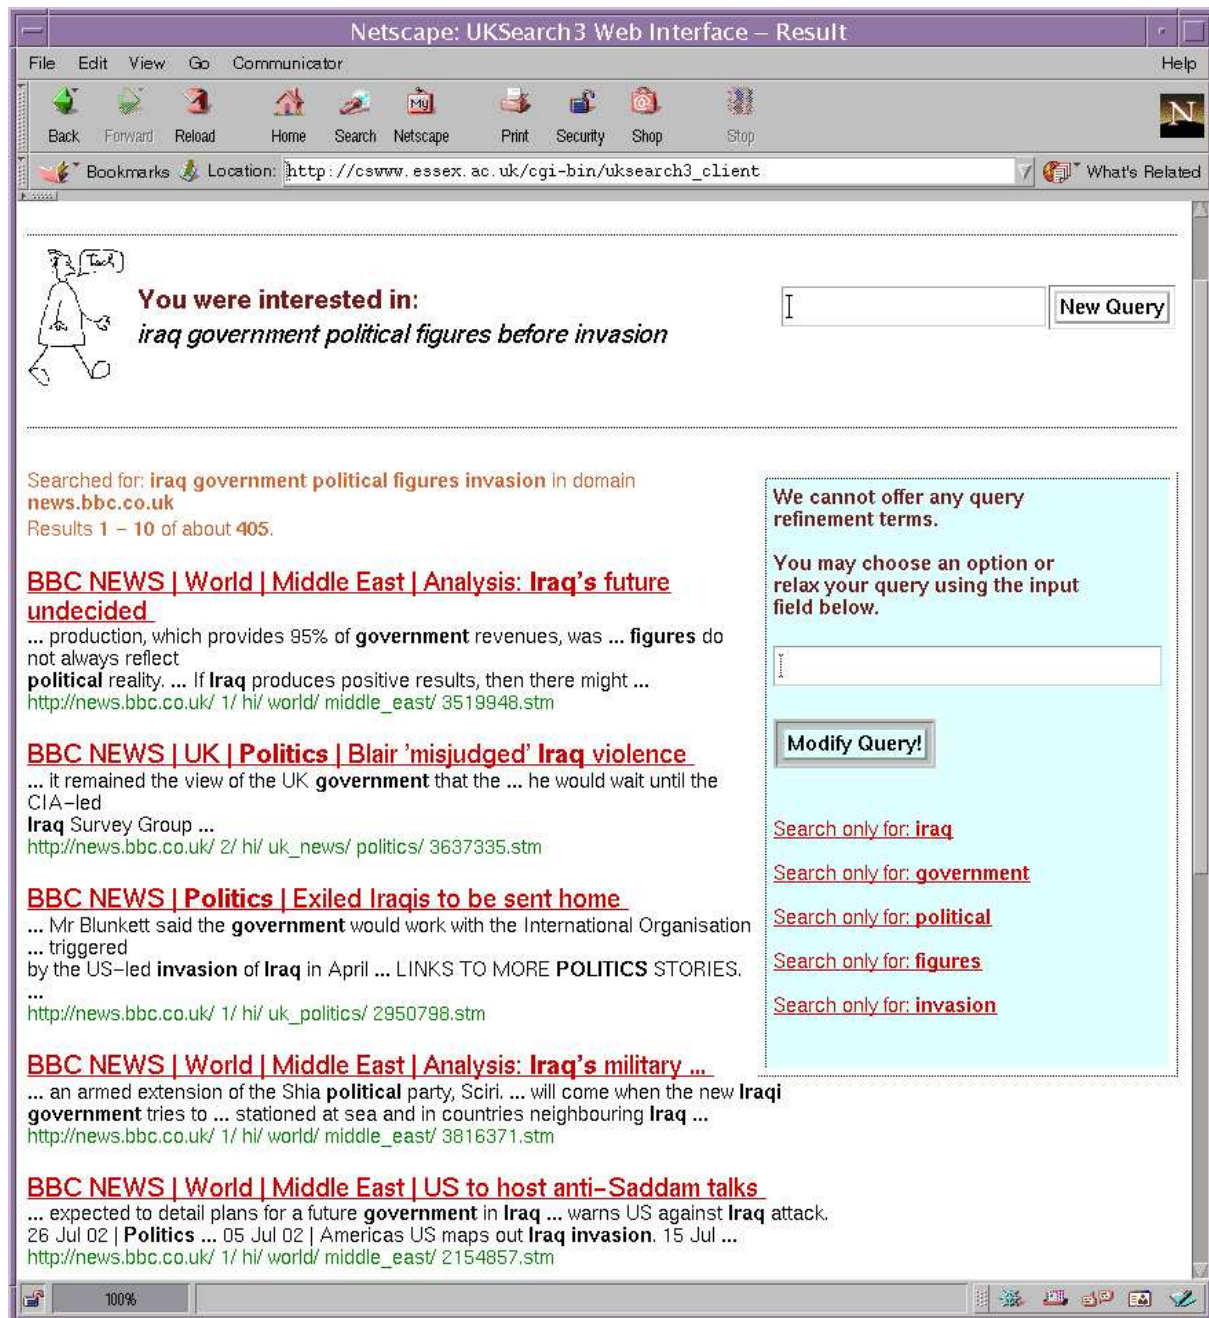 Netscape: UKSearch3 Web Interface – Result
File Edit View Go Communicator Help
Back Forward Reload Home Search Netscape Print Security Shop Stop
My
N
Bookmarks Location: http://cswww.essex.ac.uk/cgi-bin/uksearch3_client What's Related
You were interested in:
iraq government political figures before invasion
New Query
Searched for: iraq government political figures invasion in domain
news.bbc.co.uk
Results 1 – 10 of about 405.
BBC NEWS | World | Middle East | Analysis: Iraq's future
undecided
... production, which provides 95% of government revenues, was ... figures do
not always reflect
political reality. ... If Iraq produces positive results, then there might ...
http://news.bbc.co.uk/ 1/ hi/ world/ middle_east/ 3519948.stm
BBC NEWS | UK | Politics | Blair 'misjudged' Iraq violence
... it remained the view of the UK government that the ... he would wait until the
CIA–led
Iraq Survey Group ...
http://news.bbc.co.uk/ 2/ hi/ uk_news/ politics/ 3637335.stm
BBC NEWS | Politics | Exiled Iraqis to be sent home
... Mr Blunkett said the government would work with the International Organisation
... triggered
by the US–led invasion of Iraq in April ... LINKS TO MORE POLITICS STORIES.
...
http://news.bbc.co.uk/ 1/ hi/ uk_politics/ 2950798.stm
BBC NEWS | World | Middle East | Analysis: Iraq's military ...
... an armed extension of the Shia political party, Sciri. ... will come when the new Iraqi
government tries to ... stationed at sea and in countries neighbouring Iraq ...
http://news.bbc.co.uk/ 1/ hi/ world/ middle_east/ 3816371.stm
BBC NEWS | World | Middle East | US to host anti–Saddam talks
... expected to detail plans for a future government in Iraq ... warns US against Iraq attack.
26 Jul 02 | Politics ... 05 Jul 02 | Americas US maps out Iraq invasion. 15 Jul ...
http://news.bbc.co.uk/ 1/ hi/ world/ middle_east/ 2154857.stm
We cannot offer any query
refinement terms.
You may choose an option or
relax your query using the input
field below.
Modify Query!
Search only for: iraq
Search only for: government
Search only for: political
Search only for: figures
Search only for: invasion
100%